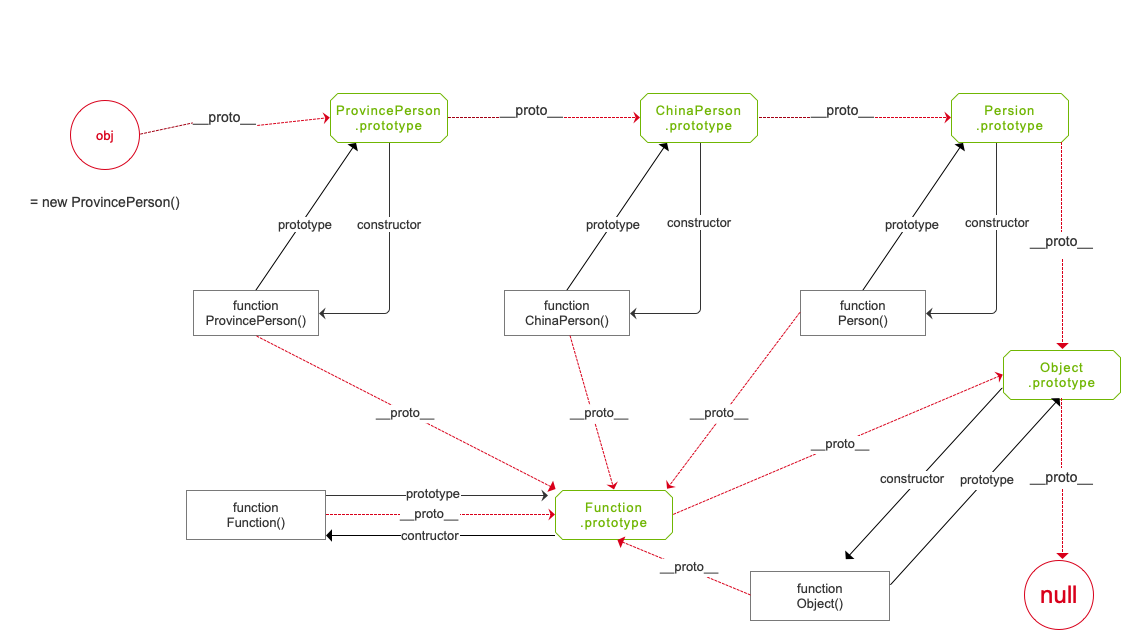 ProvincePerson
.prototype
ChinaPerson
.prototype
Persion
.prototype
__proto__
__proto__
__proto__
obj
= new ProvincePerson()
prototype
constructor
prototype
constructor
prototype
constructor
__proto__
function
ProvincePerson()
function
ChinaPerson()
function
Person()
Object
.prototype
__proto__
__proto__
__proto__
__proto__
constructor
prototype
__proto__
prototype
function
Function()
__proto__
contructor
Function
.prototype
__proto__
function
Object()
null